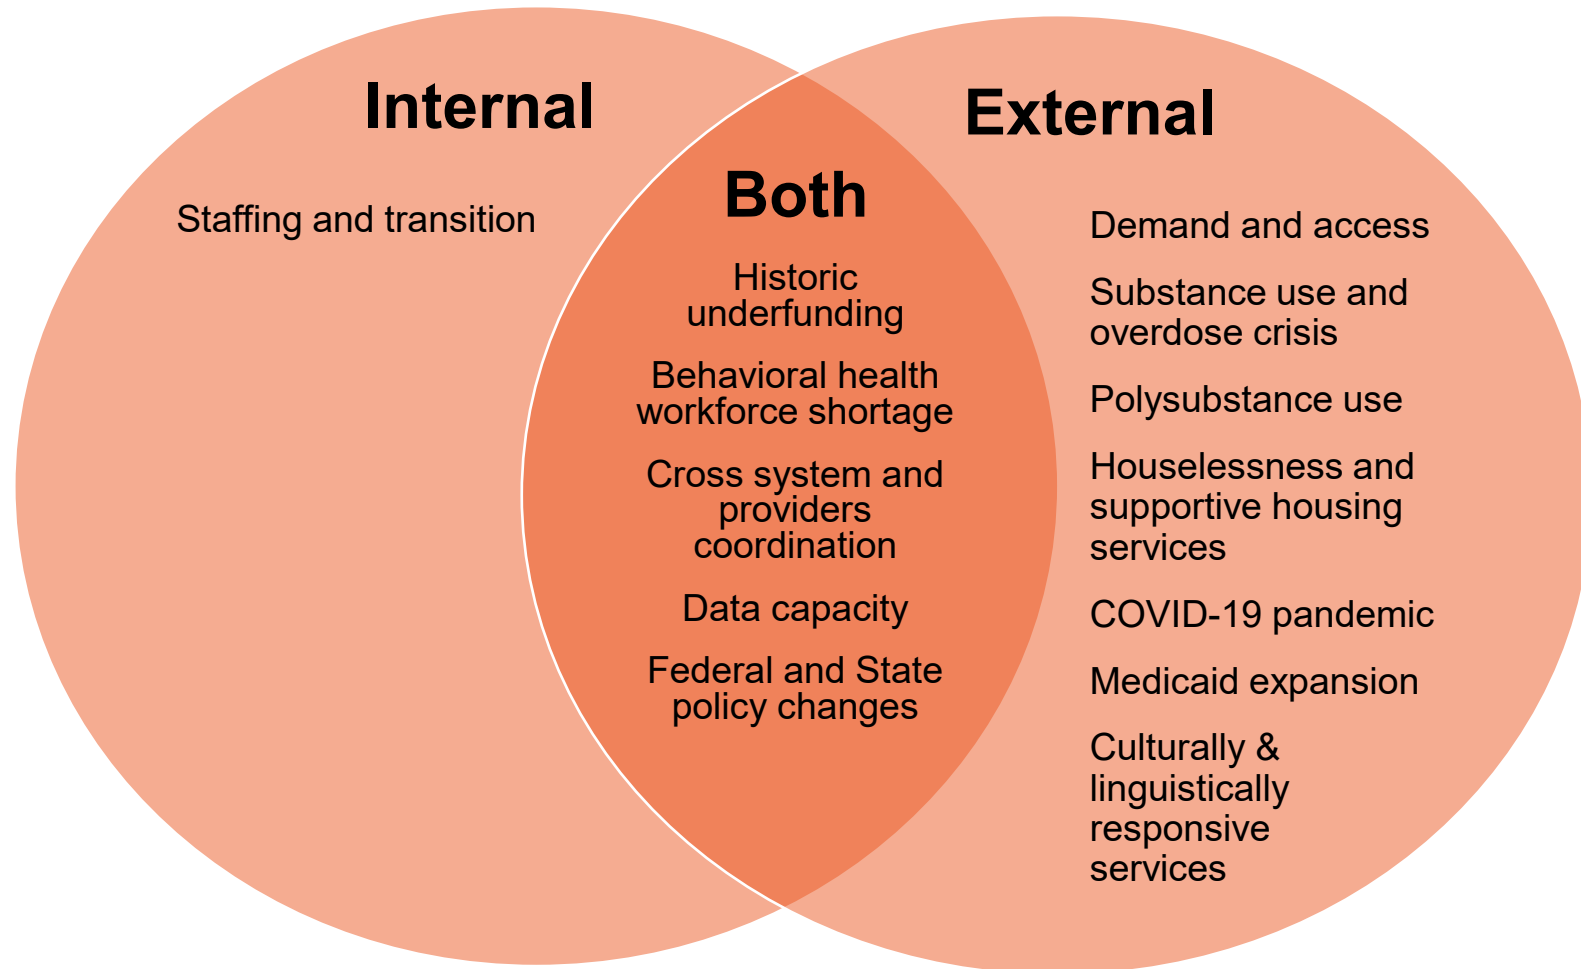 Internal
Staffing and transition
Both
Historic
underfunding
Behavioral health
workforce shortage
Cross system and
providers
coordination
Data capacity
Federal and State
policy changes
External
Demand and access
Substance use and
overdose crisis
Polysubstance use
Houselessness and
supportive housing
services
COVID-19 pandemic
Medicaid expansion
Culturally &
linguistically
responsive
services